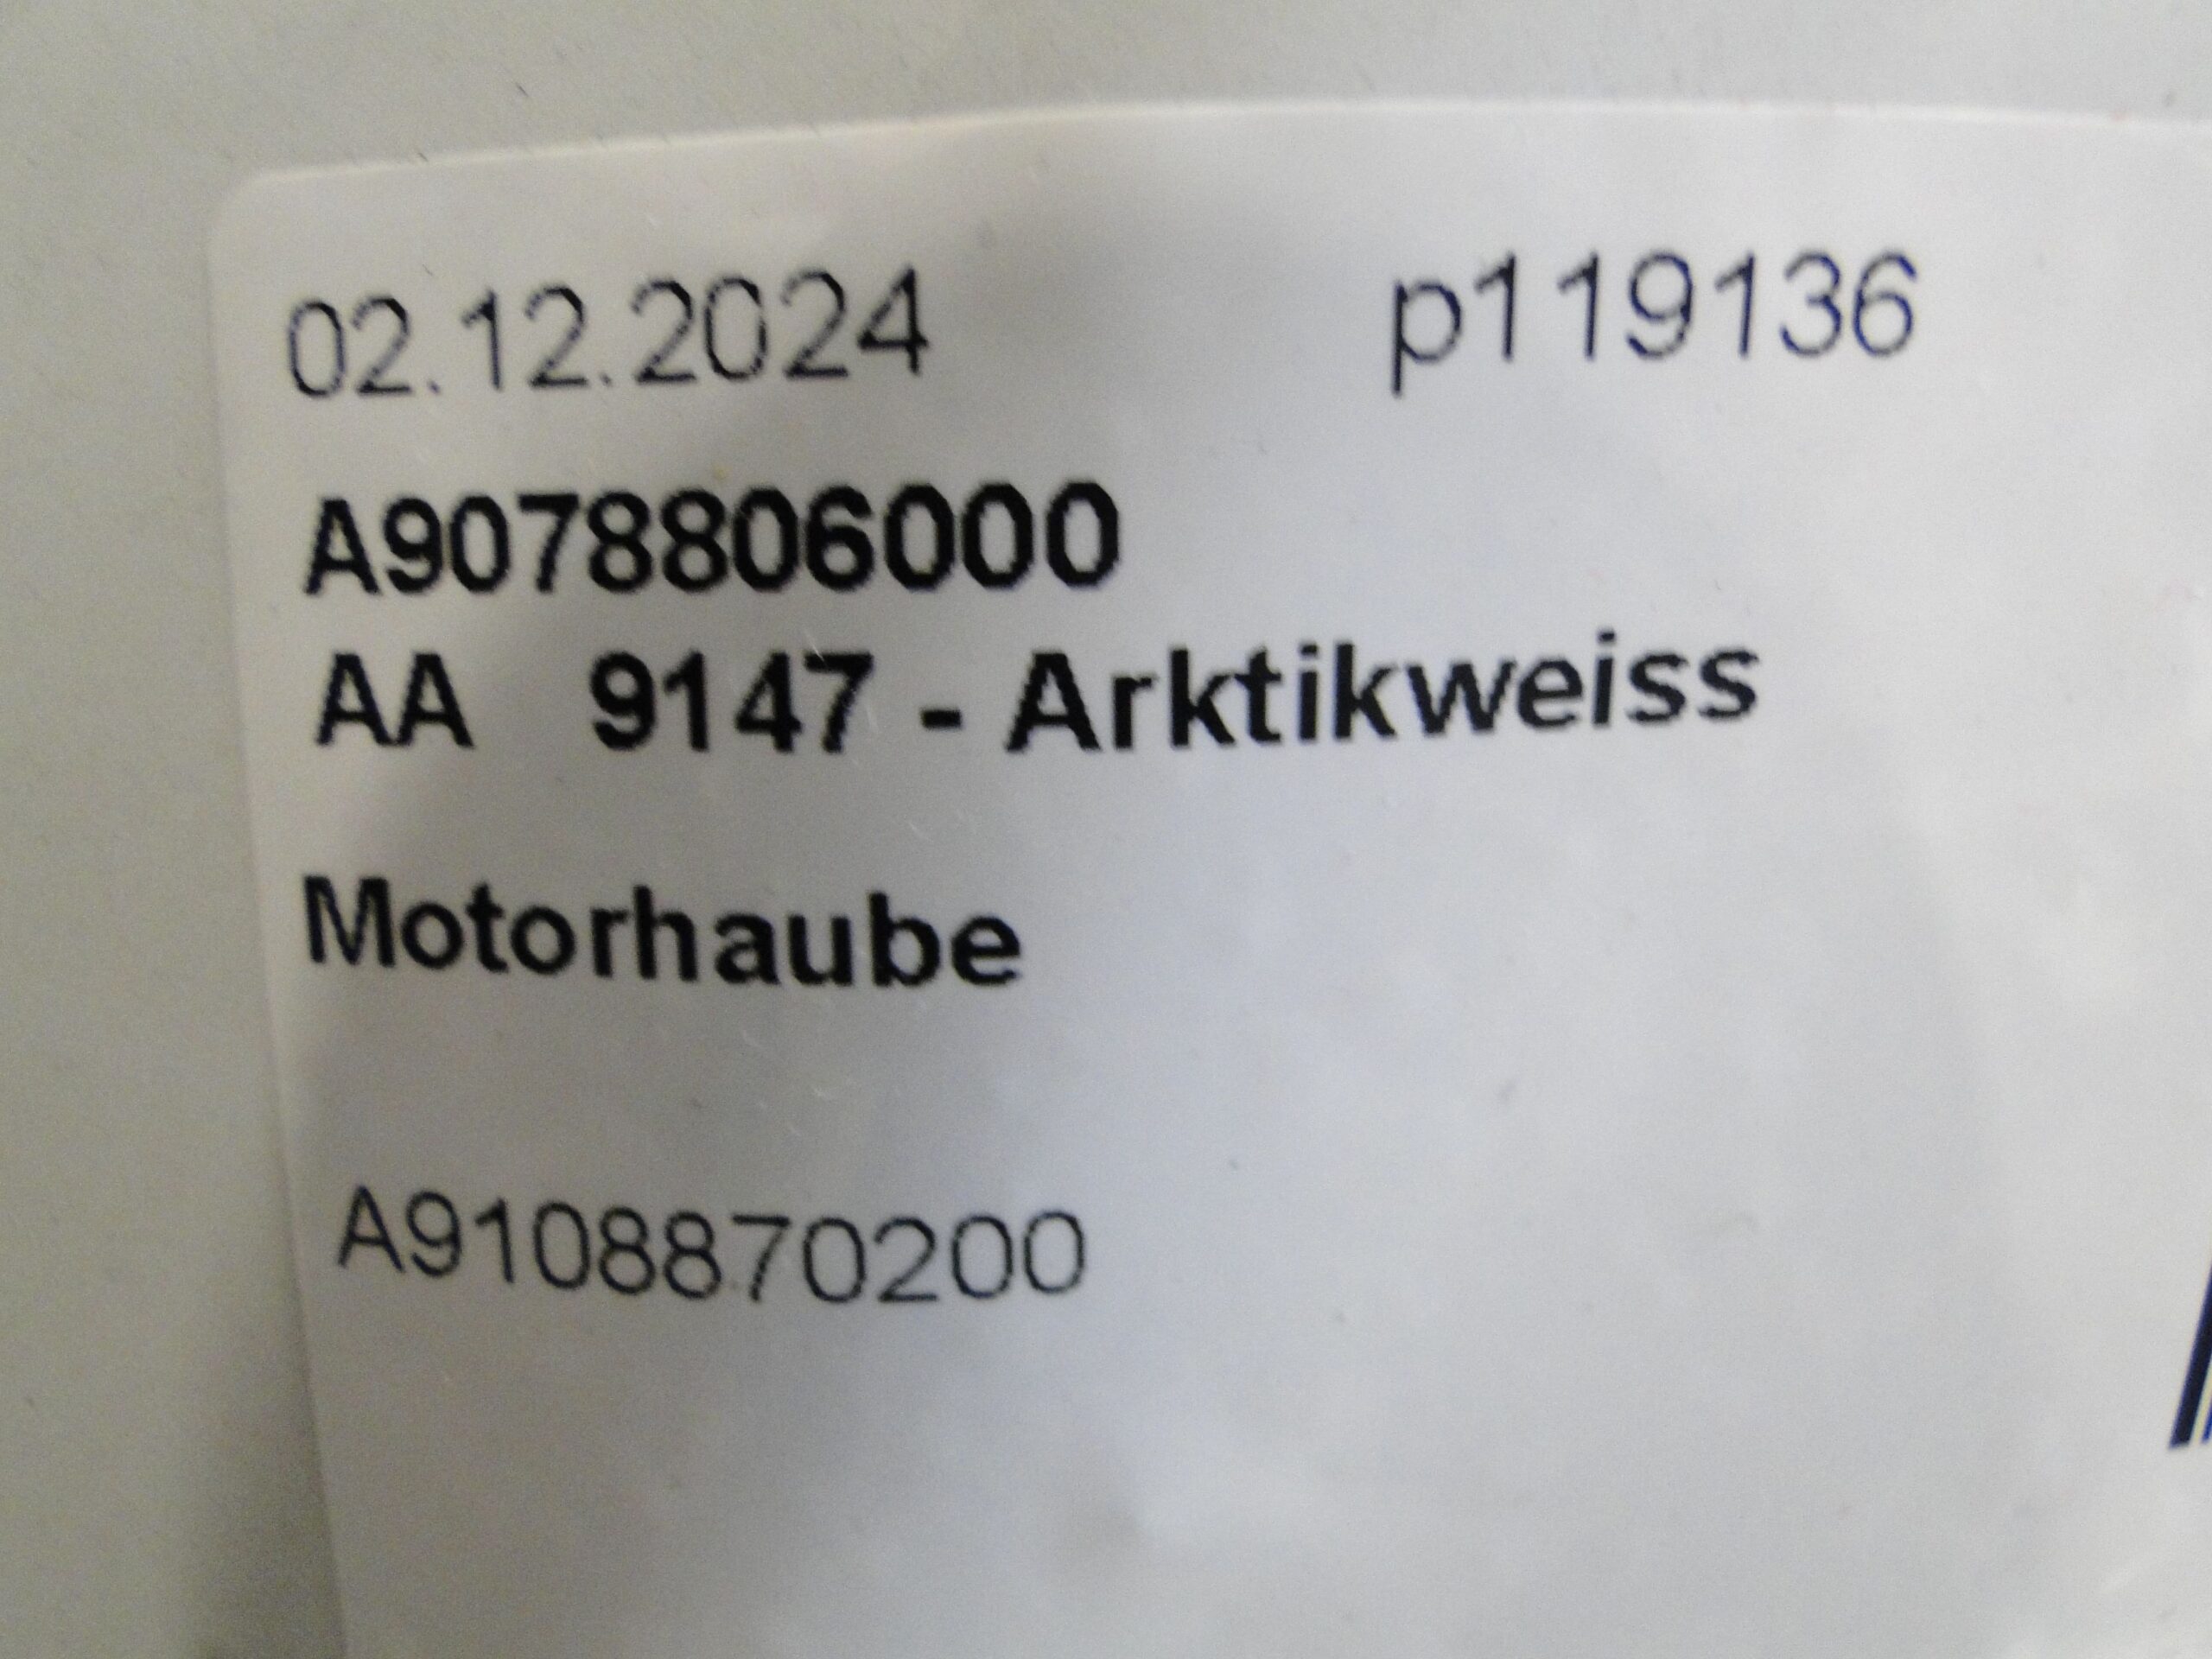 02.12.2024 p119136
A9078806000
AA 9147 - Arktikweiss
Motorhaube
A9108870200